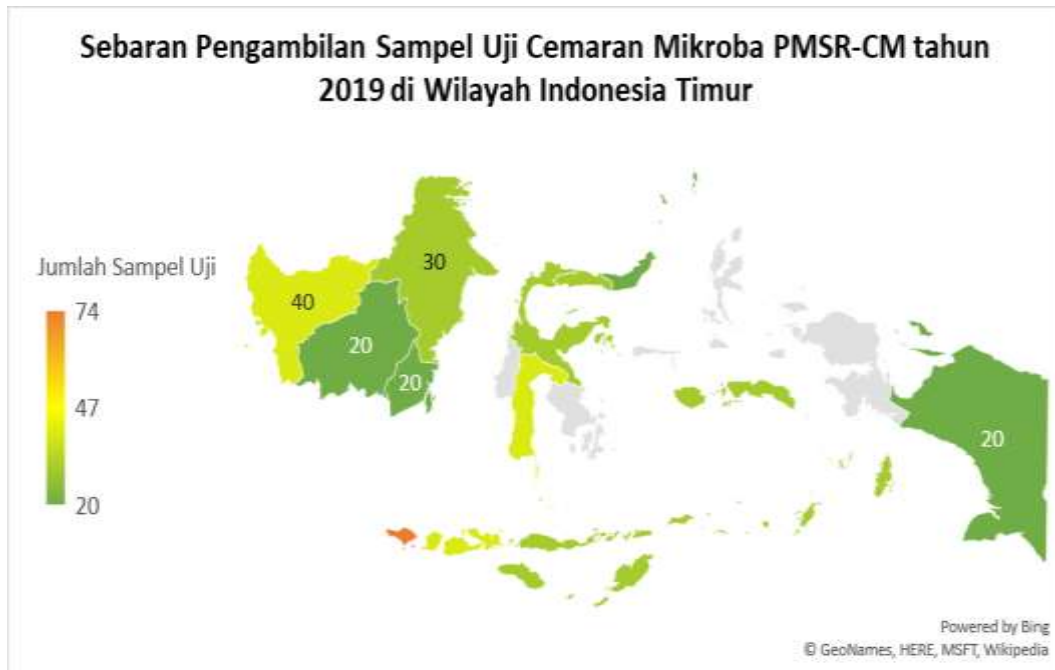 Sebaran Pengambilan Sampel Uji Cemaran Mikroba PMSR-CM tahun
2019 di Wilayah Indonesia Timur
Jumlah Sampel Uji
74
47
20
30
40
20
20
20
Powered by Bing
© GeoNames, HERE, MSFT, Wikipedia